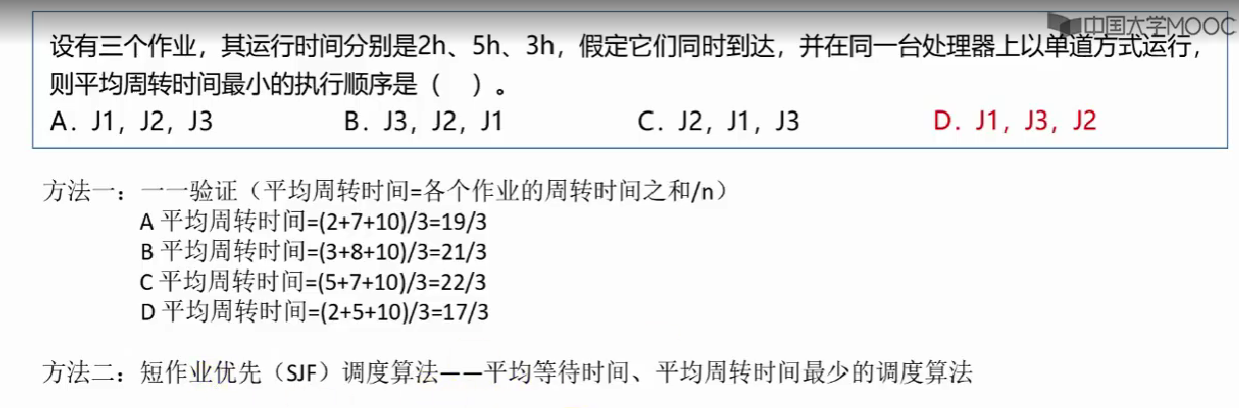 中国大学MOOC
设有三个作业，其运行时间分别是2h、5h、3h，假定它们同时到达，并在同一台处理器上以单道方式运行，
则平均周转时间最小的执行顺序是（ ）。
A. J1，J2，J3 B. J3，J2，J1 C. J2，J1，J3 D. J1，J3，J2
方法一：一一验证（平均周转时间=各个作业的周转时间之和/n）
A 平均周转时间=(2+7+10)/3=19/3
B 平均周转时间=(3+8+10)/3=21/3
C 平均周转时间=(5+7+10)/3=22/3
D 平均周转时间=(2+5+10)/3=17/3
方法二：短作业优先（SJF）调度算法——平均等待时间、平均周转时间最少的调度算法